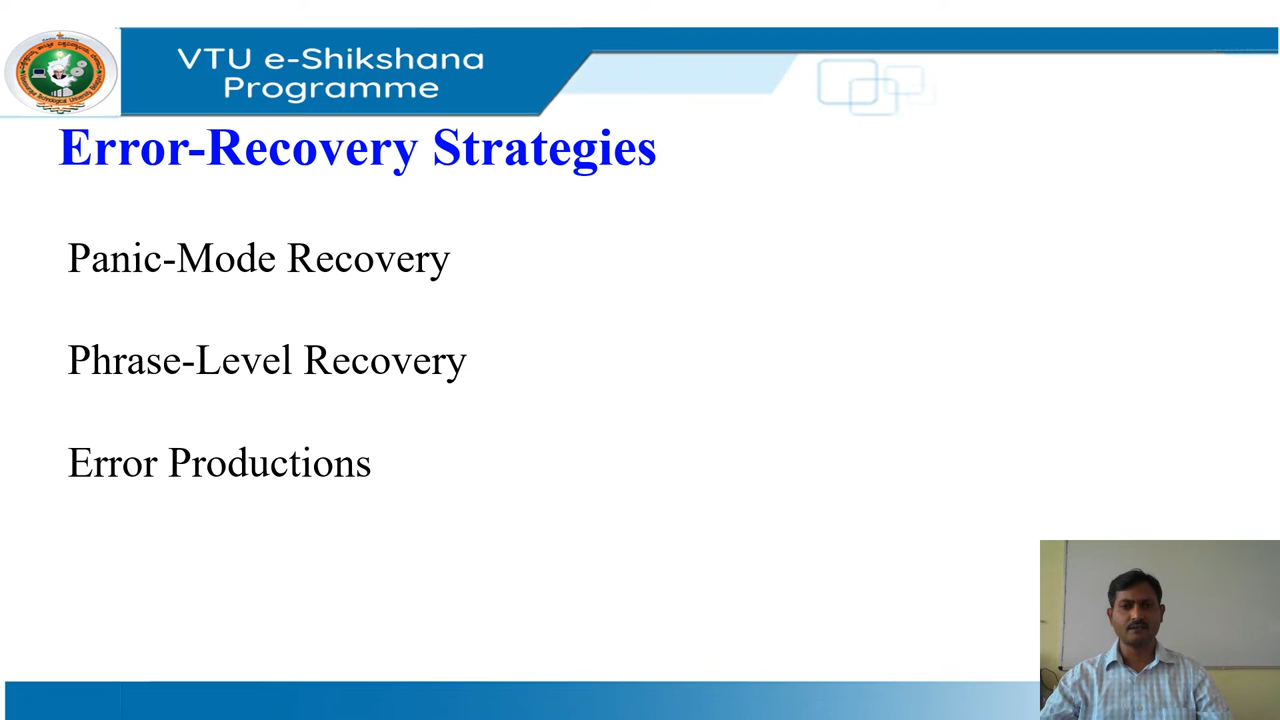 VTU e-Shikshana
Programme
Error-Recovery Strategies
Panic-Mode Recovery
Phrase-Level Recovery
Error Productions